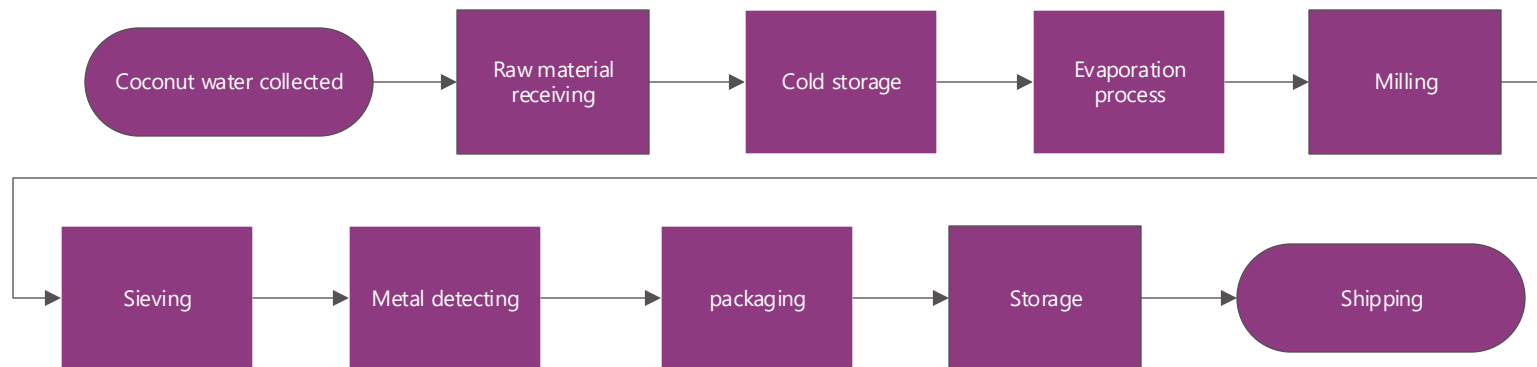 Coconut water collected
Raw material
receiving
Cold storage
Evaporation
process
Milling
Sieving
Metal detecting
packaging
Storage
Shipping